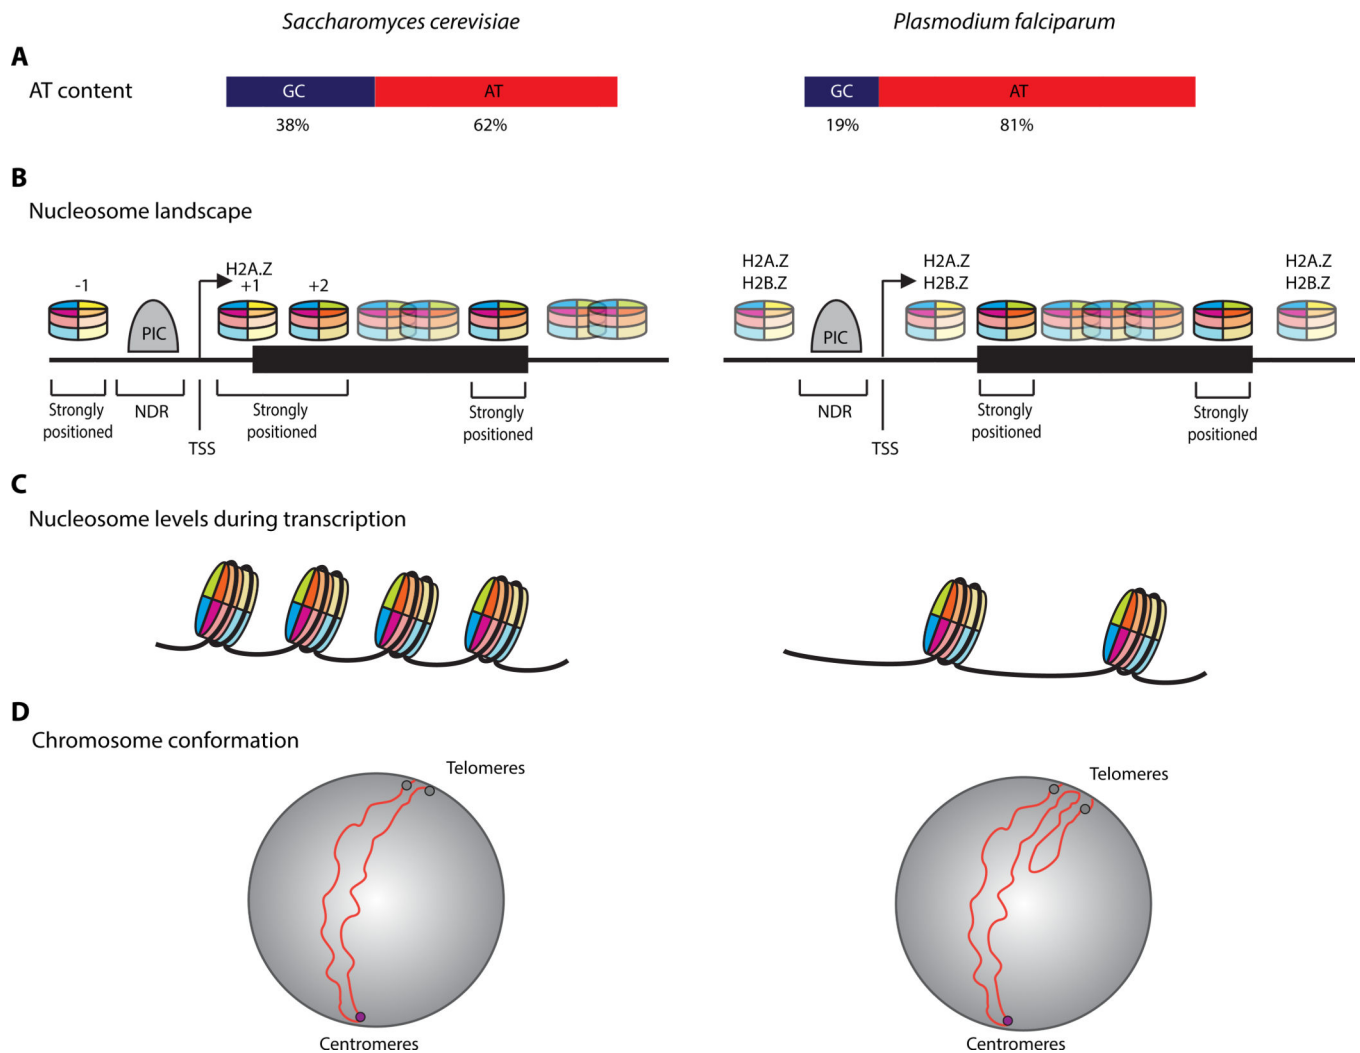 Saccharomyces cerevisiae
Plasmodium falciparum
A
AT content
GC
AT
38%
62%
GC
AT
19%
81%
B
Nucleosome landscape
-1
PIC
H2A.Z
+1
+2
Strongly
positioned
NDR
TSS
Strongly
positioned
Strongly
positioned
H2A.Z
H2B.Z
PIC
H2A.Z
H2B.Z
H2A.Z
H2B.Z
NDR
TSS
Strongly
positioned
Strongly
positioned
C
Nucleosome levels during transcription
D
Chromosome conformation
Telomeres
Centromeres
Telomeres
Centromeres